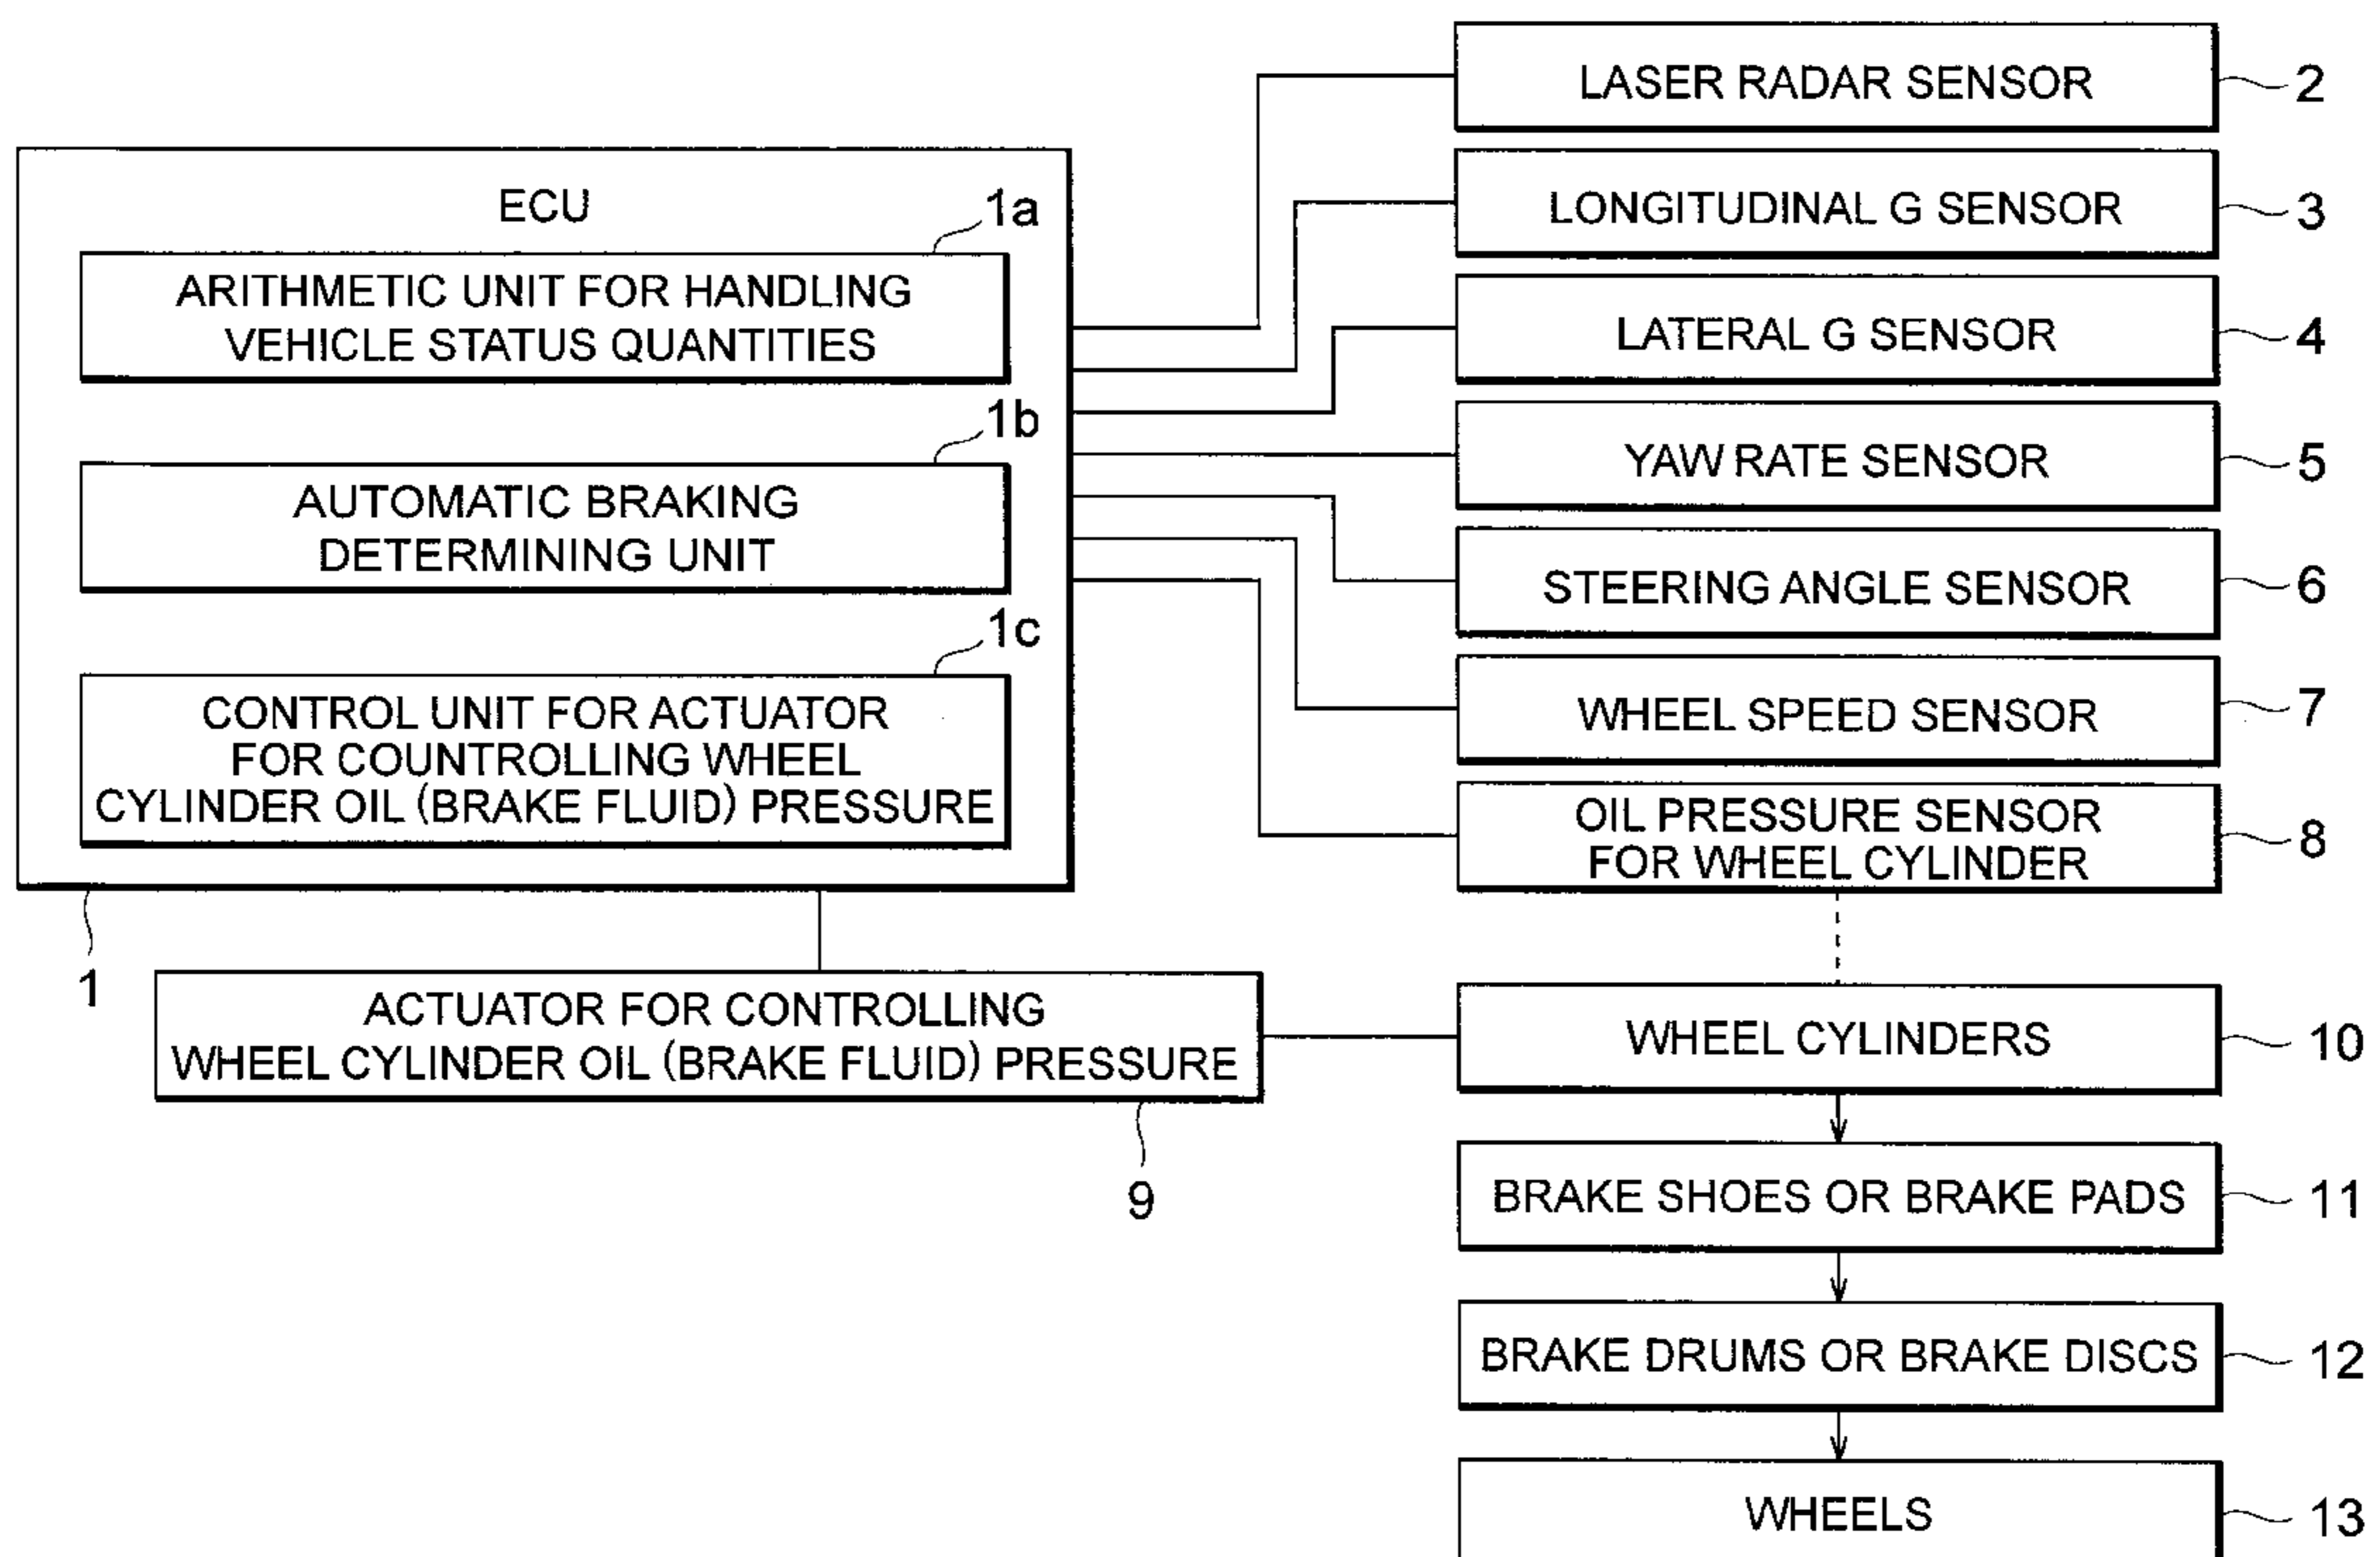 ECU
1a
ARITHMETIC UNIT FOR HANDLING
VEHICLE STATUS QUANTITIES
1b
AUTOMATIC BRAKING
DETERMINING UNIT
1c
CONTROL UNIT FOR ACTUATOR
FOR COUNTROLLING WHEEL
CYLINDER OIL (BRAKE FLUID) PRESSURE
1
ACTUATOR FOR CONTROLLING
WHEEL CYLINDER OIL (BRAKE FLUID) PRESSURE
9
LASER RADAR SENSOR
2
LONGITUDINAL G SENSOR
3
LATERAL G SENSOR
4
YAW RATE SENSOR
5
STEERING ANGLE SENSOR
6
WHEEL SPEED SENSOR
7
OIL PRESSURE SENSOR
FOR WHEEL CYLINDER
8
WHEEL CYLINDERS
10
BRAKE SHOES OR BRAKE PADS
11
BRAKE DRUMS OR BRAKE DISCS
12
WHEELS
13